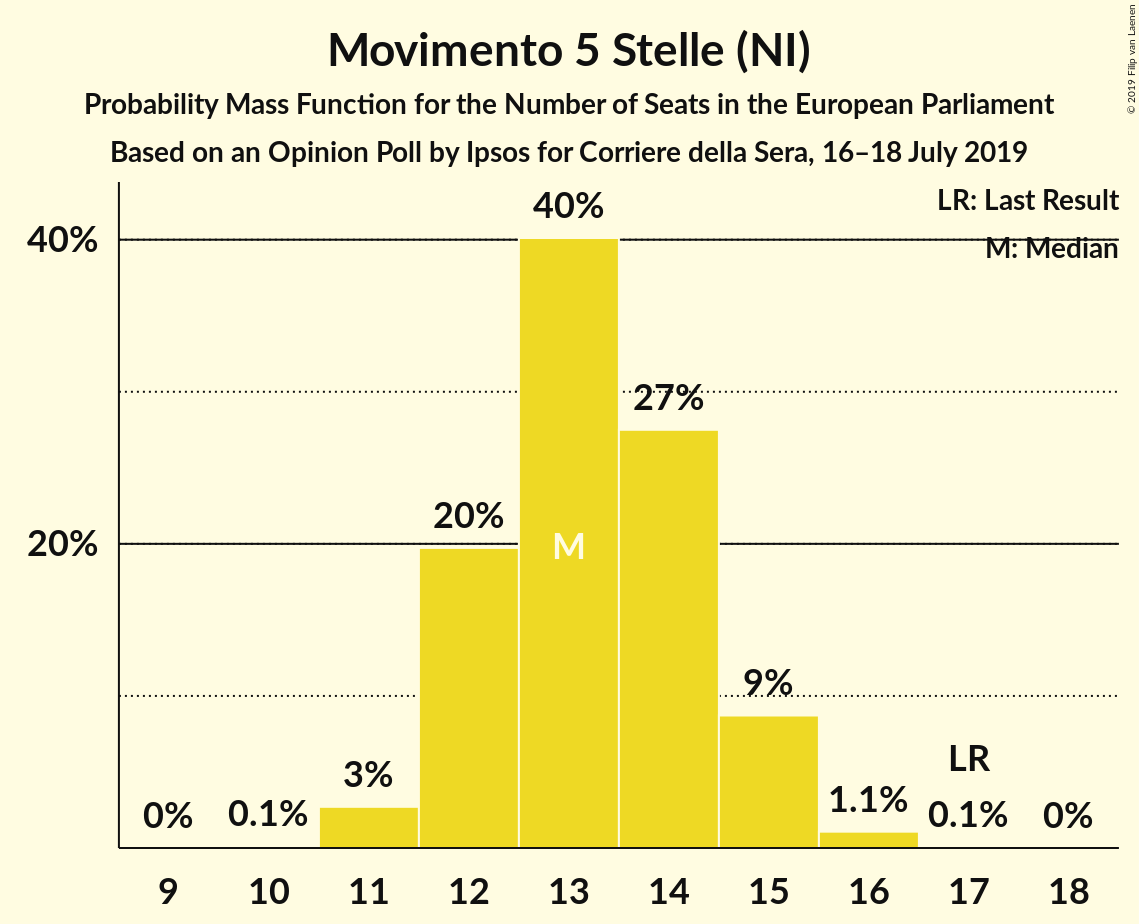 Movimento 5 Stelle (NI)
Probability Mass Function for the Number of Seats in the European Parliament
Based on an Opinion Poll by Ipsos for Corriere della Sera, 16–18 July 2019
© 2019 Filip van Laenen
LR: Last Result
M: Median
40%
20%
0%
0.1%
3%
20%
40%
M
27%
9%
1.1%
LR
0.1%
0%
9 10 11 12 13 14 15 16 17 18